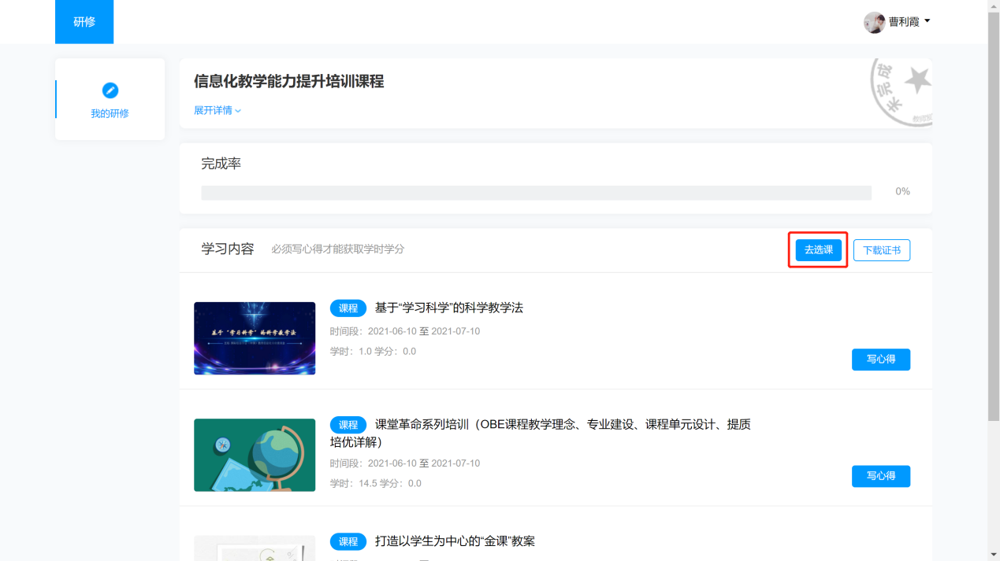 研修
曹利霞
我的研修
信息化教学能力提升培训课程
展开详情
未完成
完成率
0%
学习内容 必须写心得才能获取学时学分
去选课 下载证书
基于“学习科学”的科学教学法
课程 基于“学习科学”的科学教学法
时间段：2021-06-10 至 2021-07-10
学时：1.0 学分：0.0
写心得
课程 课堂革命系列培训（OBE课程教学理念、专业建设、课程单元设计、提质
培优详解）
时间段：2021-06-10 至 2021-07-10
学时：14.5 学分：0.0
写心得
课程 打造以学生为中心的“金课”教案